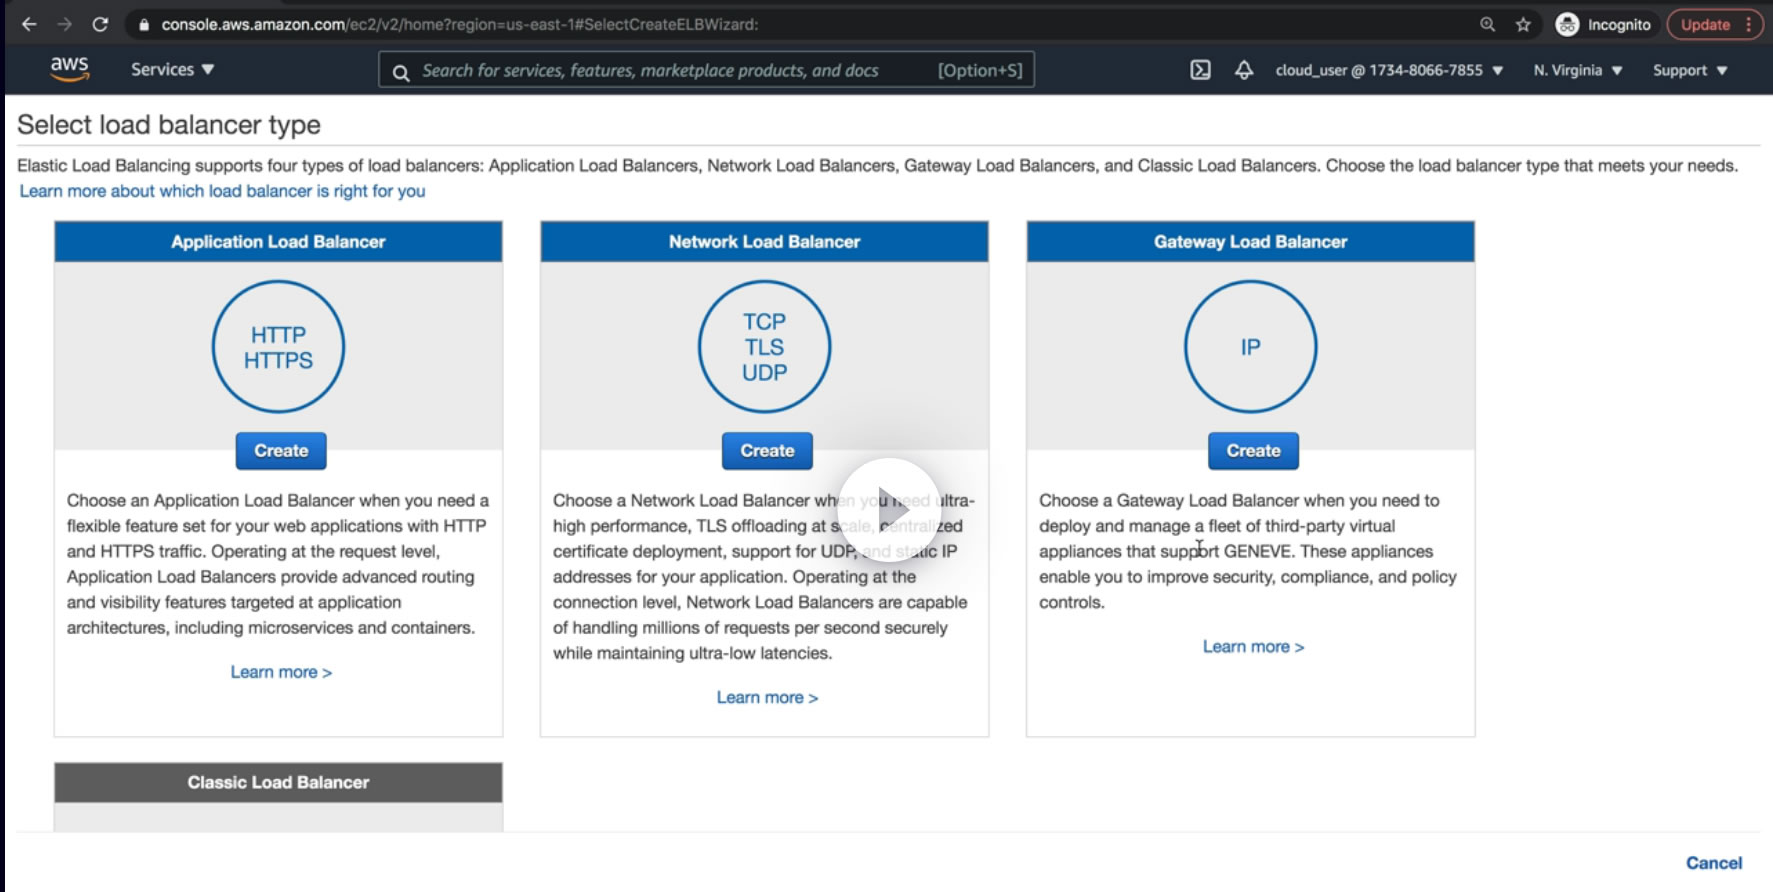 console.aws.amazon.com/ec2/v2/home?region=us-east-1#SelectCreateELBWizard:
Incognito
Update
aws
Services ▼
Search for services, features, marketplace products, and docs
[Option+S]
cloud_user @ 1734-8066-7855 ▼
N. Virginia ▼
Support ▼
Select load balancer type
Elastic Load Balancing supports four types of load balancers: Application Load Balancers, Network Load Balancers, Gateway Load Balancers, and Classic Load Balancers. Choose the load balancer type that meets your needs.
Learn more about which load balancer is right for you
Application Load Balancer
HTTP
HTTPS
Create
Choose an Application Load Balancer when you need a
flexible feature set for your web applications with HTTP
and HTTPS traffic. Operating at the request level,
Application Load Balancers provide advanced routing
and visibility features targeted at application
architectures, including microservices and containers.
Learn more >
Network Load Balancer
TCP
TLS
UDP
Create
Choose a Network Load Balancer when you need ultra-
high performance, TLS offloading at scale, centralized
certificate deployment, support for UDP, and static IP
addresses for your application. Operating at the
connection level, Network Load Balancers are capable
of handling millions of requests per second securely
while maintaining ultra-low latencies.
Learn more >
Gateway Load Balancer
IP
Create
Choose a Gateway Load Balancer when you need to
deploy and manage a fleet of third-party virtual
appliances that support GENEVE. These appliances
enable you to improve security, compliance, and policy
controls.
Learn more >
Classic Load Balancer
Cancel